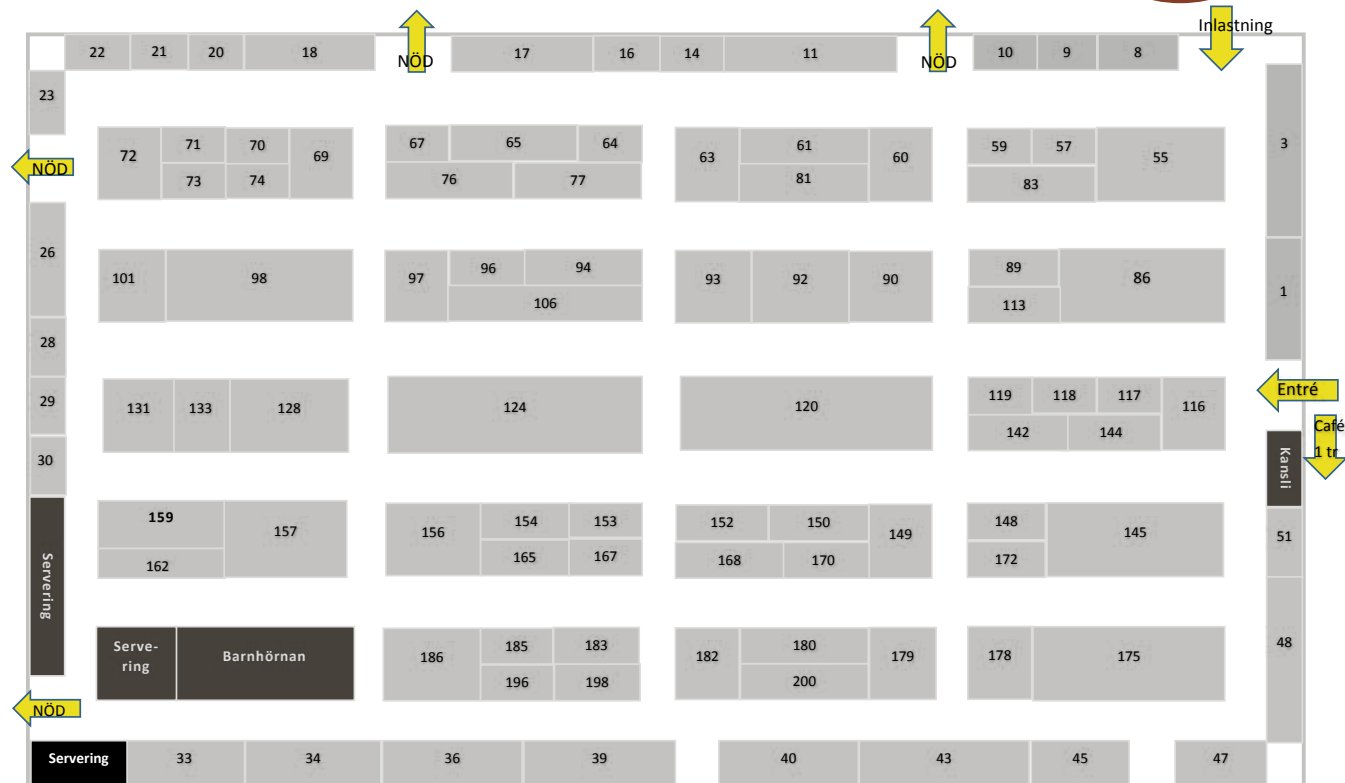 Inlastning
22 21 20 18 NÖD 17 16 14 11 NÖD 10 9 8
23
3
72 71 70 69 67 65 64 63 61 60 59 57 55
NÖD
73 74 76 77 81 83
26
101 98 97 96 94 93 92 90 89 86
1
106 113
28
29
131 133 128 124 120 119 118 117 116
Entré
142 144
Café
1 tr
30
Kansli
159 157 156 154 153 152 150 149 148 145
51
162 165 167 168 170 172
Servering
Serve-
ring
Barnhörnan
186 185 183 182 180 179 178 175
48
196 198 200
NÖD
Servering 33 34 36 39 40 43 45 47